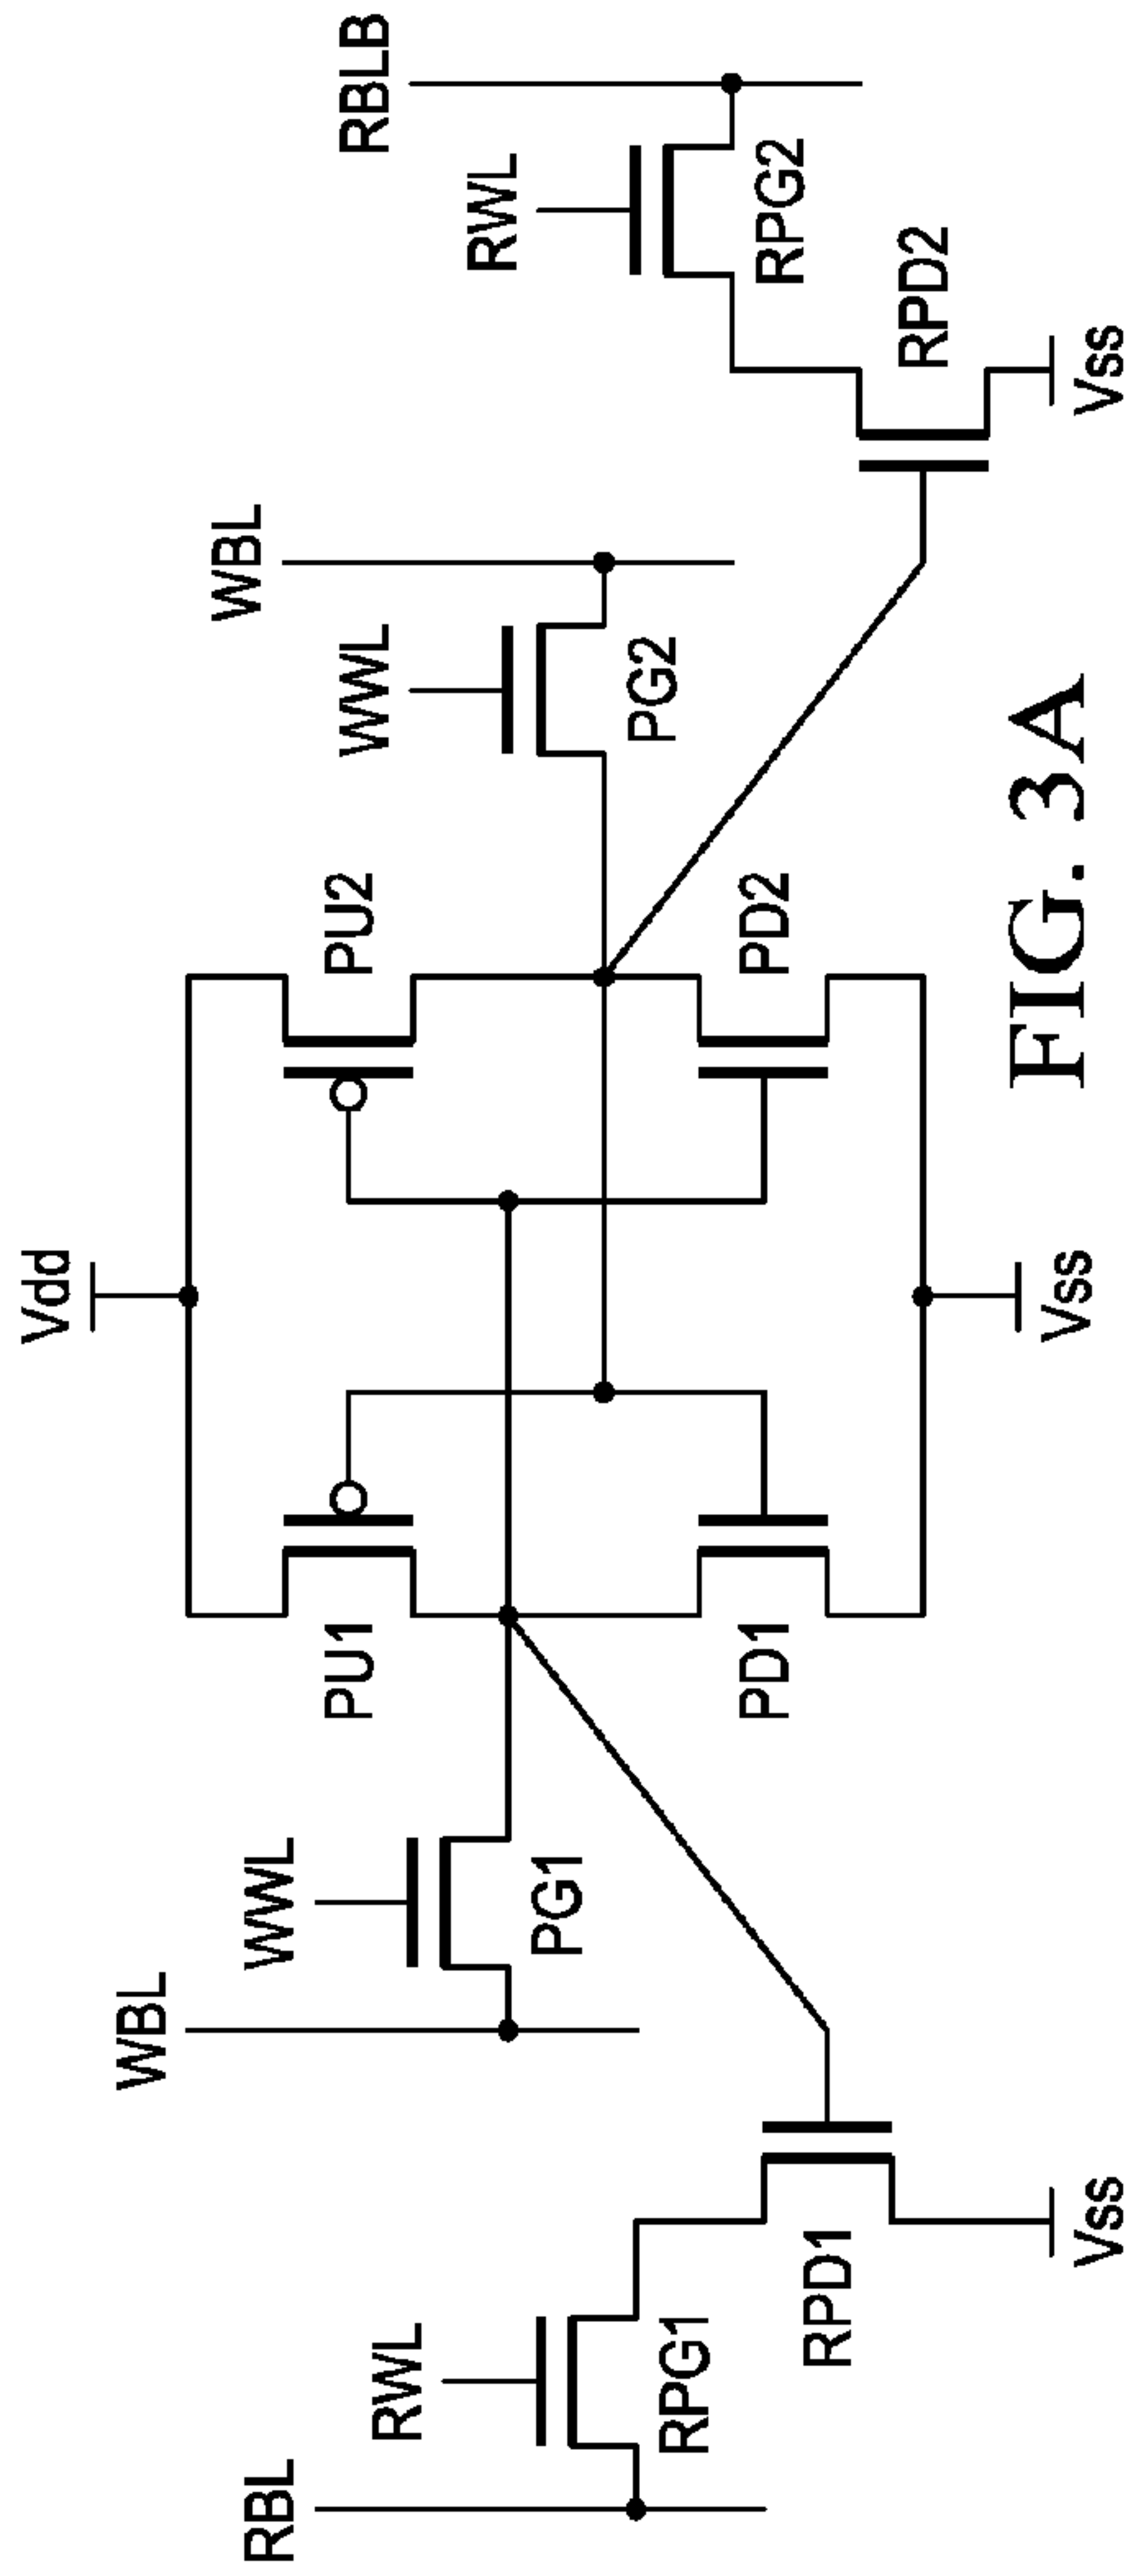 RBL
RWL
RPG1
RPD1
Vss
WBL
WWL
PG1
Vdd
PU1
PU2
PD1
PD2
Vss
WWL
WBL
PG2
RBLB
RWL
RPG2
RPD2
Vss
FIG. 3A